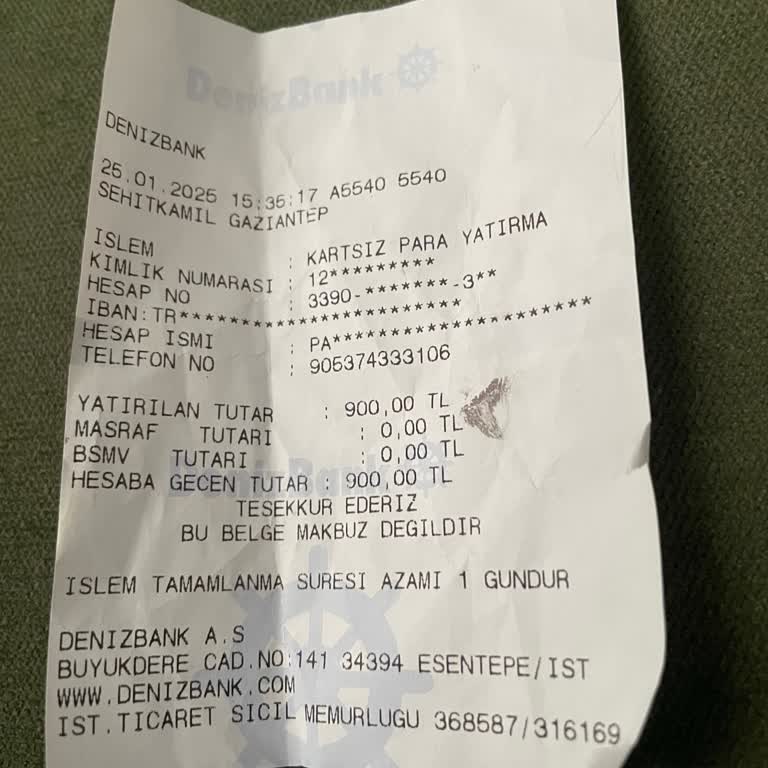 DenizBank
DENIZBANK
25.01.2025 15:35:17 A5540 5540
SEHITKAMIL GAZIANTEP
ISLEM : KARTSIZ PARA YATIRMA
KIMLIK NUMARASI : 12*********
HESAP NO : 3390-*******-3**
IBAN:TR************************
HESAP ISMI : PA*********************
TELEFON NO : 905374333106
YATIRILAN TUTAR : 900,00 TL
MASRAF TUTARI : 0,00 TL
BSMV TUTARI : 0,00 TL
DenizBank
HESABA GECEN TUTAR : 900,00 TL
TESEKKUR EDERIZ
BU BELGE MAKBUZ DEGILDIR
ISLEM TAMAMLANMA SURESI AZAMI 1 GUNDUR
DENIZBANK A.S
BUYUKDERE CAD.NO:141 34394 ESENTEPE/IST
WWW.DENIZBANK.COM
IST.TICARET SICIL MEMURLUGU 368587/316169